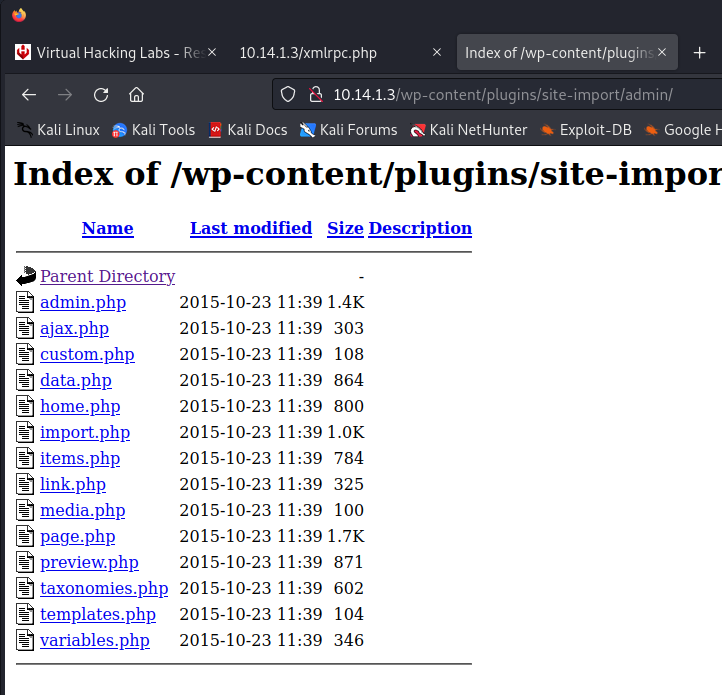 Virtual Hacking Labs - Res
10.14.1.3/xmlrpc.php
Index of /wp-content/plugins
10.14.1.3/wp-content/plugins/site-import/admin/
Kali Linux Kali Tools Kali Docs Kali Forums Kali NetHunter Exploit-DB Google H
Index of /wp-content/plugins/site-impor
Name Last modified Size Description
Parent Directory -
admin.php 2015-10-23 11:39 1.4K
ajax.php 2015-10-23 11:39 303
custom.php 2015-10-23 11:39 108
data.php 2015-10-23 11:39 864
home.php 2015-10-23 11:39 800
import.php 2015-10-23 11:39 1.0K
items.php 2015-10-23 11:39 784
link.php 2015-10-23 11:39 325
media.php 2015-10-23 11:39 100
page.php 2015-10-23 11:39 1.7K
preview.php 2015-10-23 11:39 871
taxonomies.php 2015-10-23 11:39 602
templates.php 2015-10-23 11:39 104
variables.php 2015-10-23 11:39 346